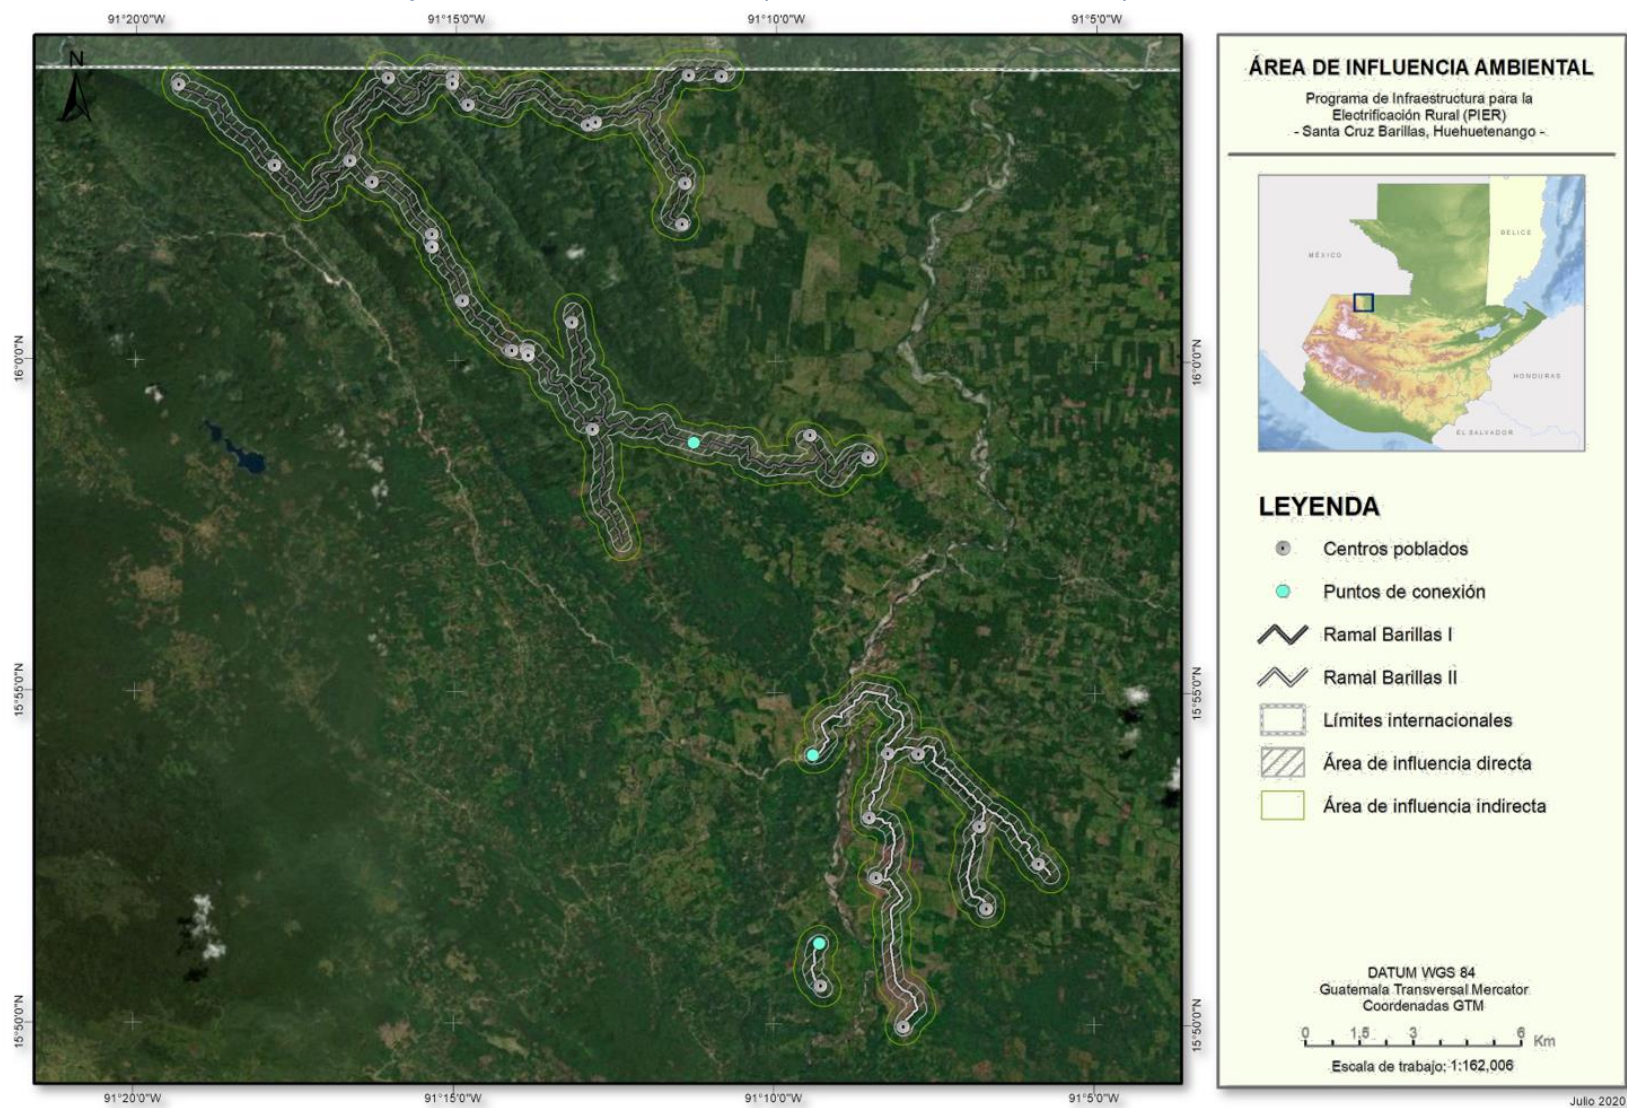 91°20'0"W 91°15'0"W 91°10'0"W 91°5'0"W
N
16°0'0"N
15°55'0"N
15°50'0"N
16°0'0"N
15°55'0"N
15°50'0"N
91°20'0"W 91°15'0"W 91°10'0"W 91°5'0"W
ÁREA DE INFLUENCIA AMBIENTAL
Programa de Infraestructura para la
Electrificación Rural (PIER)
- Santa Cruz Barillas, Huehuetenango -
BELICE
MÉXICO
HONDURAS
EL SALVADOR
LEYENDA
Centros poblados
Puntos de conexión
Ramal Barillas I
Ramal Barillas II
Límites internacionales
Área de influencia directa
Área de influencia indirecta
DATUM WGS 84
Guatemala Transversal Mercator
Coordenadas GTM
0 1,5 3 6 Km
Escala de trabajo: 1:162,006
Julio 2020